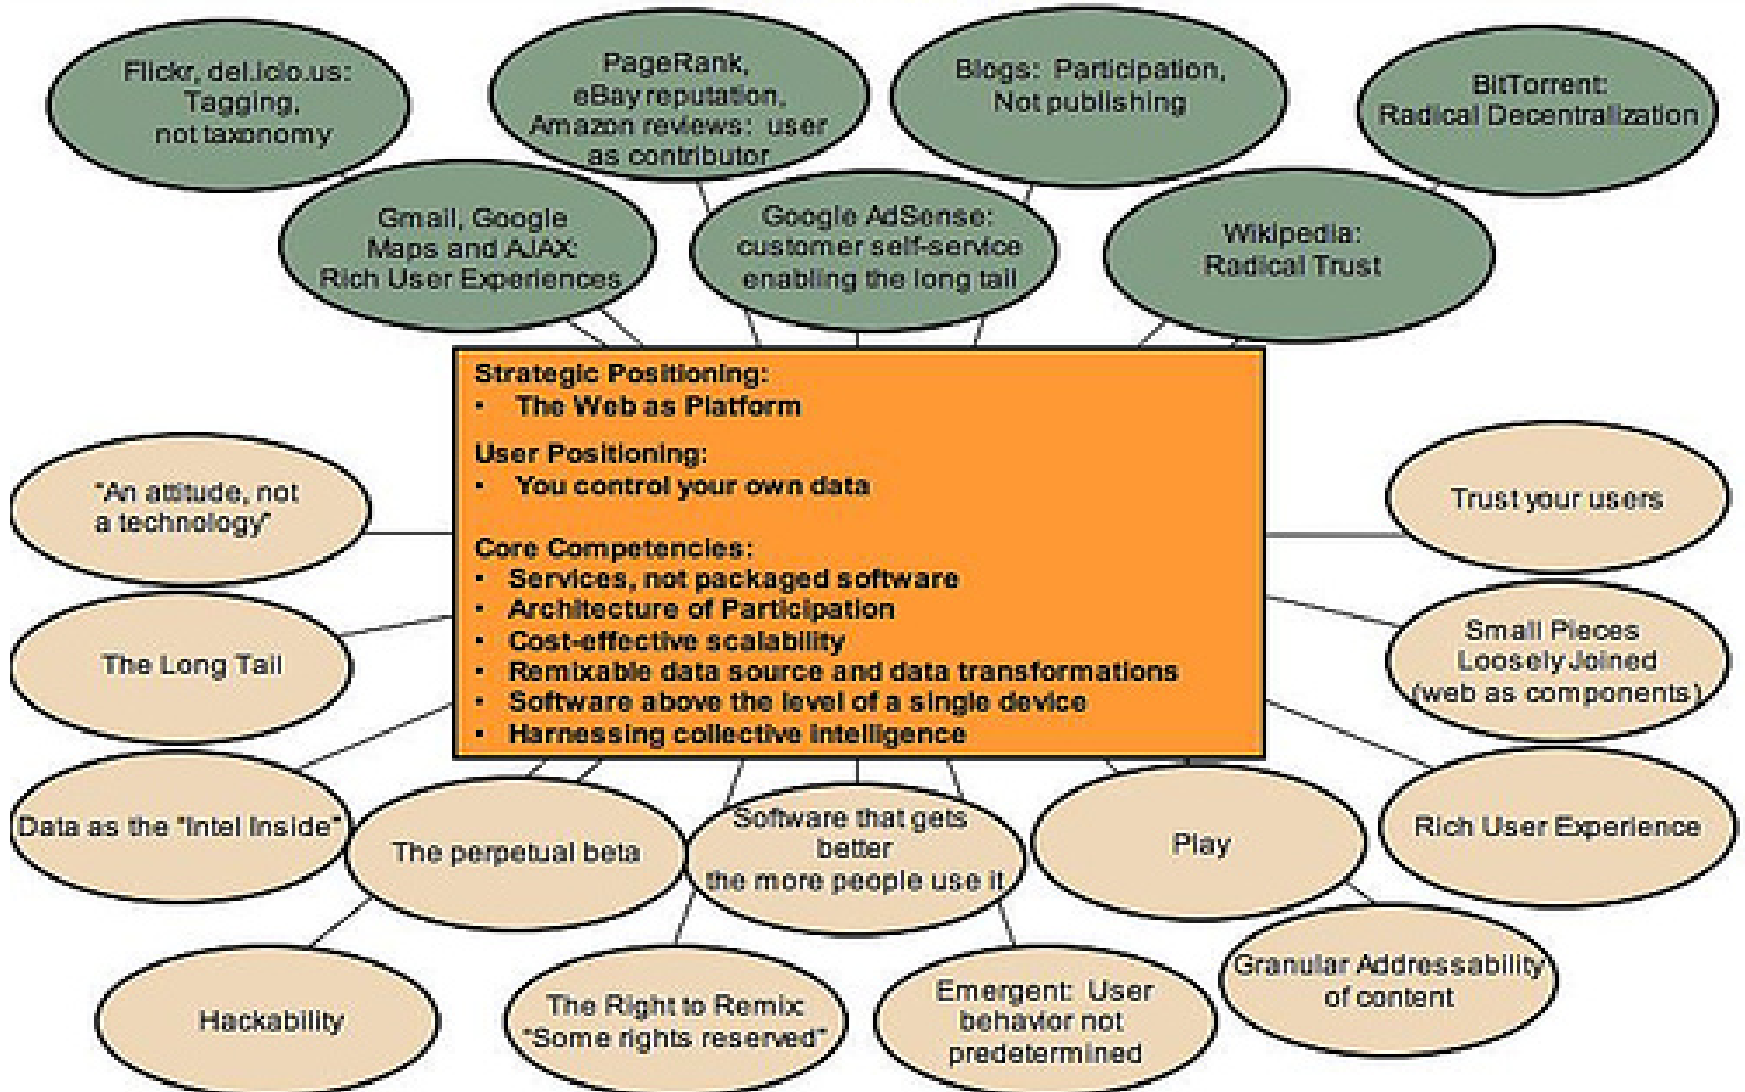 Flickr, del.icio.us:
Tagging,
not taxonomy
PageRank,
eBay reputation,
Amazon reviews: user
as contributor
Blogs: Participation,
Not publishing
BitTorrent:
Radical Decentralization
Gmail, Google
Maps and AJAX:
Rich User Experiences
Google AdSense:
customer self-service
enabling the long tail
Wikipedia:
Radical Trust
Strategic Positioning:
• The Web as Platform
User Positioning:
• You control your own data
Core Competencies:
• Services, not packaged software
• Architecture of Participation
• Cost-effective scalability
• Remixable data source and data transformations
• Software above the level of a single device
• Harnessing collective intelligence
"An attitude, not
a technology"
Trust your users
The Long Tail
Small Pieces
Loosely Joined
(web as components)
Data as the "Intel Inside"
The perpetual beta
Software that gets
better
the more people use it
Play
Rich User Experience
Hackability
The Right to Remix:
"Some rights reserved"
Emergent: User
behavior not
predetermined
Granular Addressability
of content